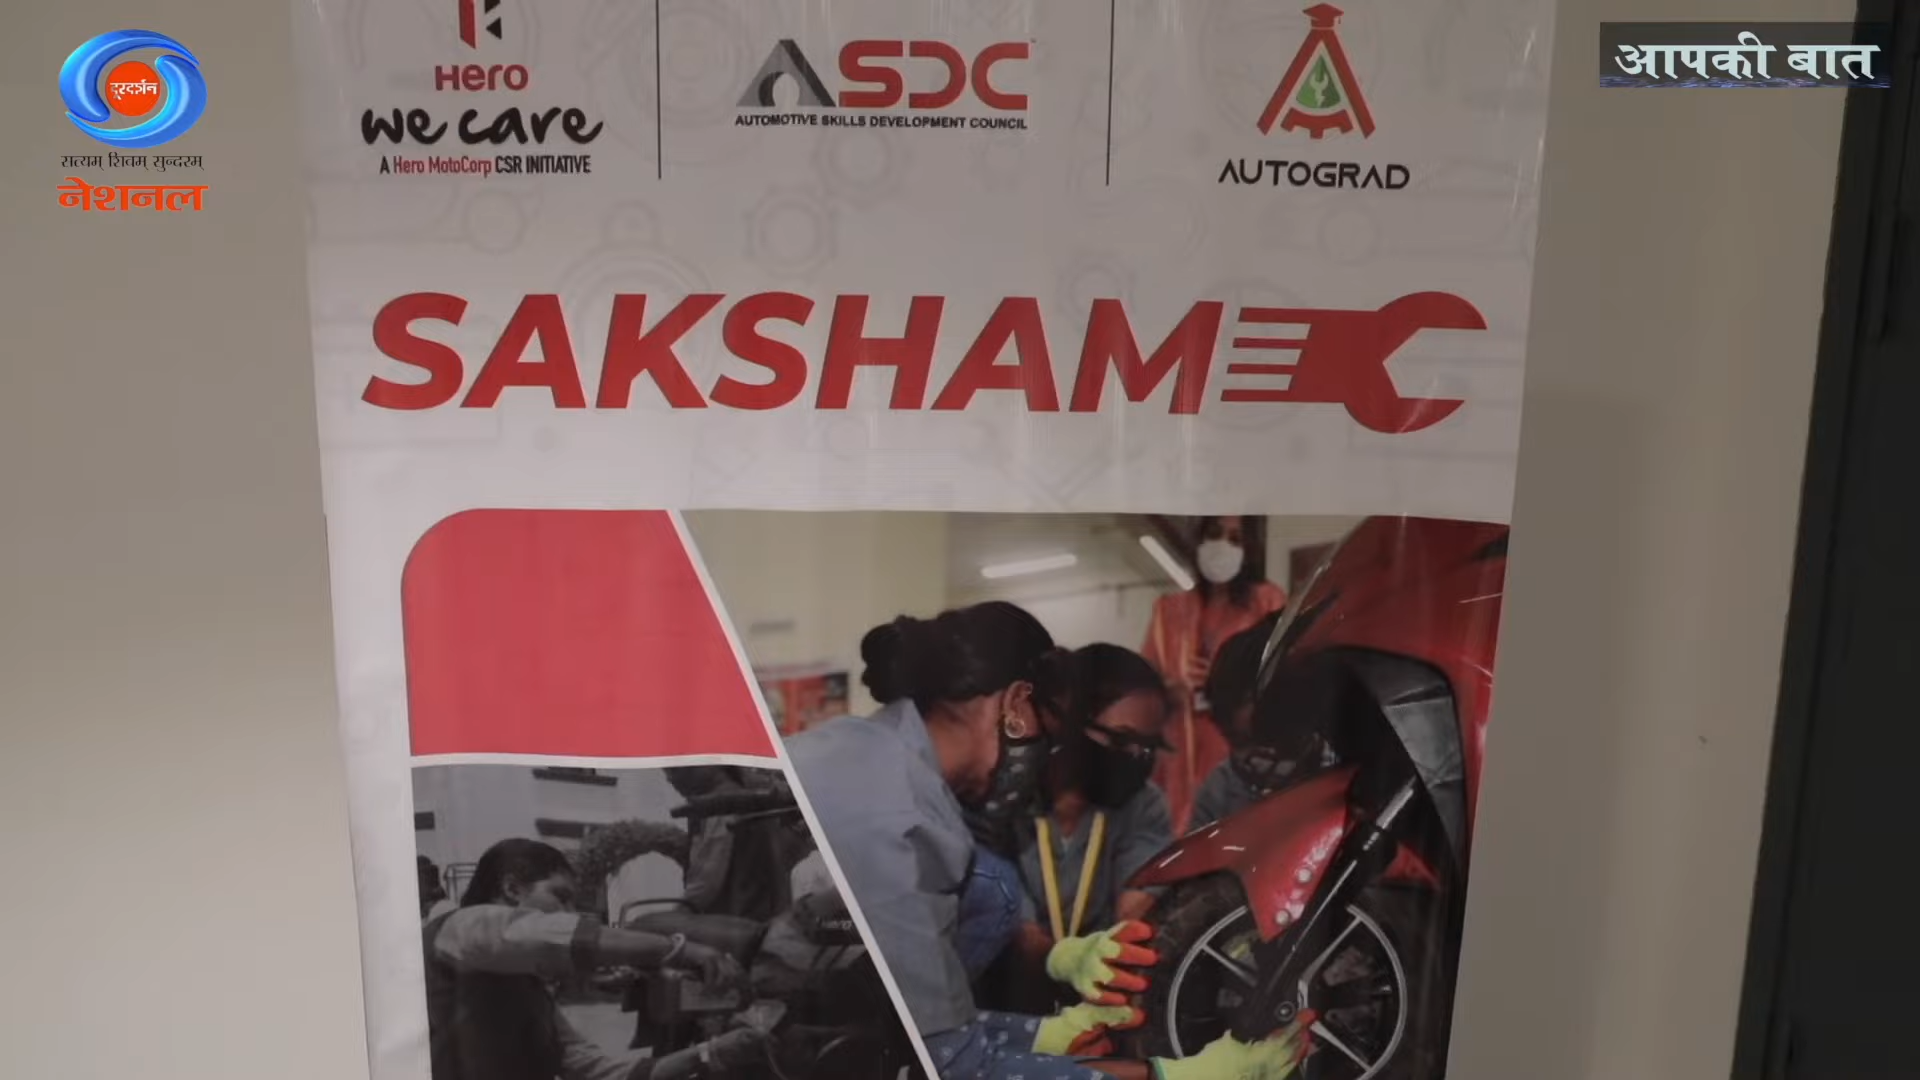 दूरदर्शन
सत्यम् शिवम् सुन्दरम्
नेशनल
आपकी बात
Hero
we care
A Hero MotoCorp CSR INITIATIVE
ASDC
AUTOMOTIVE SKILLS DEVELOPMENT COUNCIL
AUTOGRAD
SAKSHAM